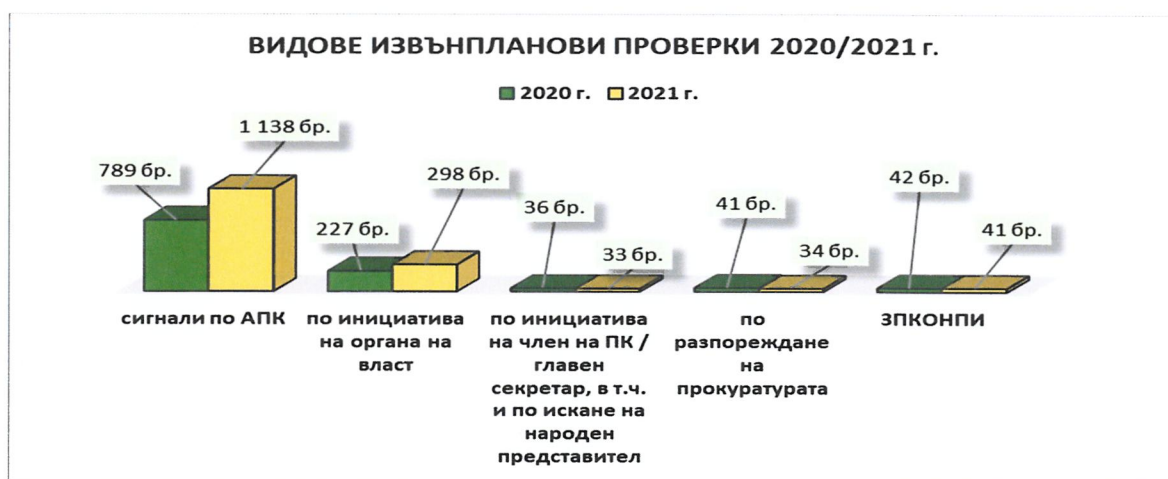 ВИДОВЕ ИЗВЪНПЛАНОВИ ПРОВЕРКИ 2020/2021 г.
2020 г. 2021 г.
789 бр.
1 138 бр.
227 бр.
298 бр.
36 бр.
33 бр.
41 бр.
34 бр.
42 бр.
41 бр.
сигнали по АПК
по инициатива
на органа на
власт
по инициатива
на член на ПК /
главен
секретар, в т.ч.
и по искане на
народен
представител
по
разпореждане
на
прокуратурата
ЗПКОНПИ